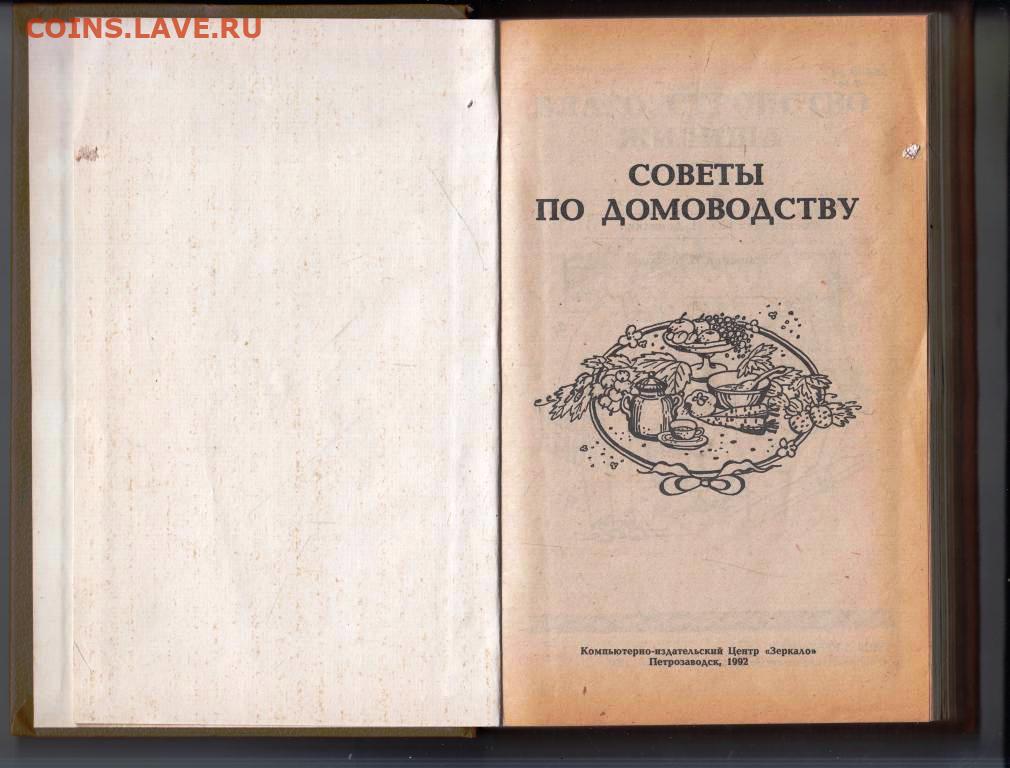 COINS.LAVE.RU
СОВЕТЫ
ПО ДОМОВОДСТВУ
Компьютерно-издательский Центр «Зеркало»
Петрозаводск, 1992